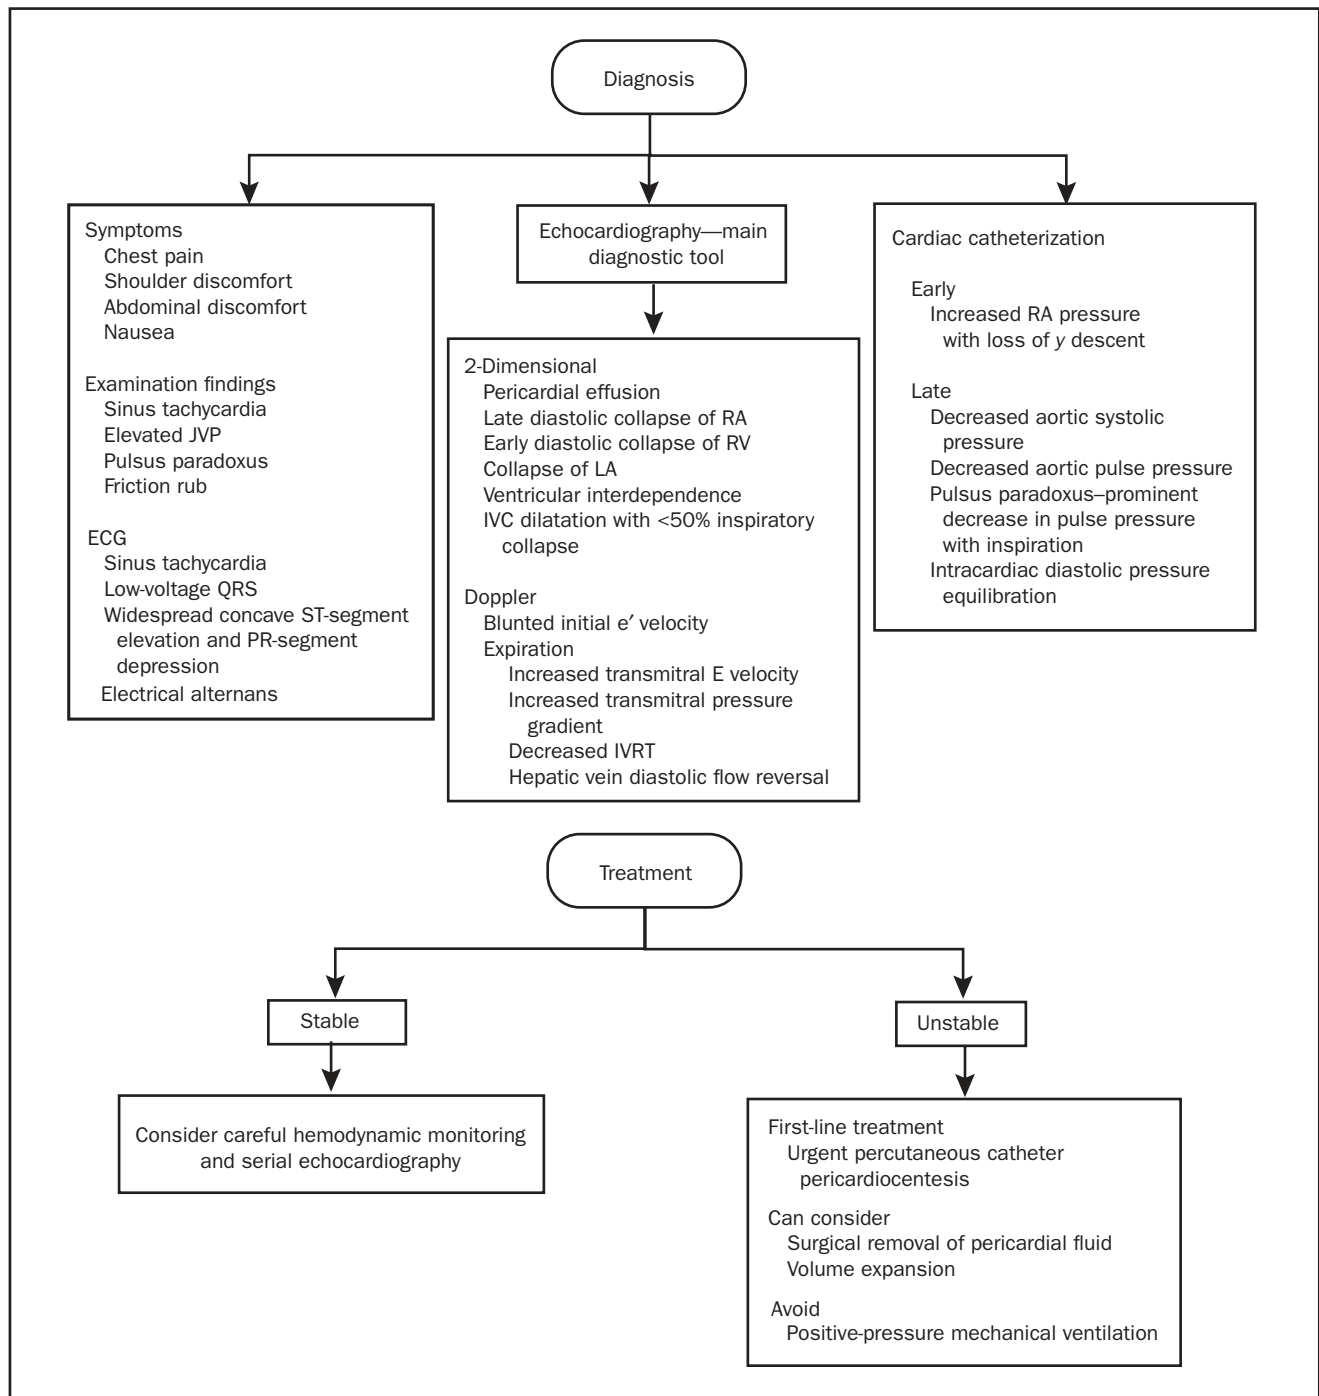 Diagnosis
Symptoms
Chest pain
Shoulder discomfort
Abdominal discomfort
Nausea
Examination findings
Sinus tachycardia
Elevated JVP
Pulsus paradoxus
Friction rub
ECG
Sinus tachycardia
Low-voltage QRS
Widespread concave ST-segment
elevation and PR-segment
depression
Electrical alternans
Echocardiography—main
diagnostic tool
2-Dimensional
Pericardial effusion
Late diastolic collapse of RA
Early diastolic collapse of RV
Collapse of LA
Ventricular interdependence
IVC dilatation with <50% inspiratory
collapse
Doppler
Blunted initial e′ velocity
Expiration
Increased transmitral E velocity
Increased transmitral pressure
gradient
Decreased IVRT
Hepatic vein diastolic flow reversal
Cardiac catheterization
Early
Increased RA pressure
with loss of y descent
Late
Decreased aortic systolic
pressure
Decreased aortic pulse pressure
Pulsus paradoxus–prominent
decrease in pulse pressure
with inspiration
Intracardiac diastolic pressure
equilibration
Treatment
Stable
Consider careful hemodynamic monitoring
and serial echocardiography
Unstable
First-line treatment
Urgent percutaneous catheter
pericardiocentesis
Can consider
Surgical removal of pericardial fluid
Volume expansion
Avoid
Positive-pressure mechanical ventilation